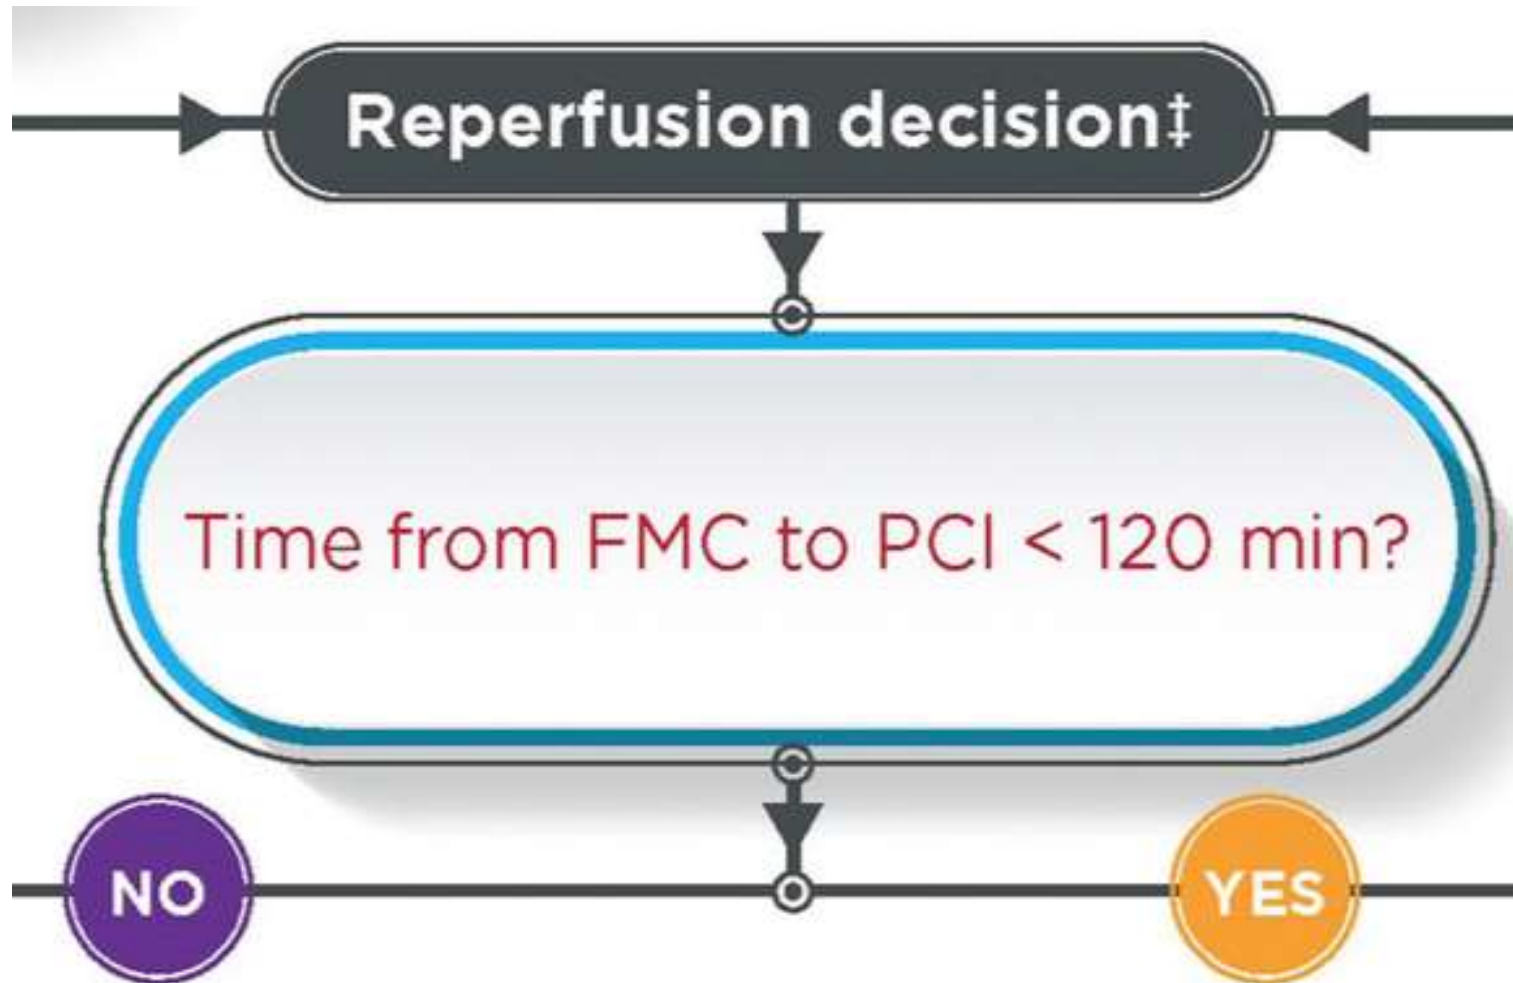 Reperfusion decision‡
Time from FMC to PCI < 120 min?
NO
YES